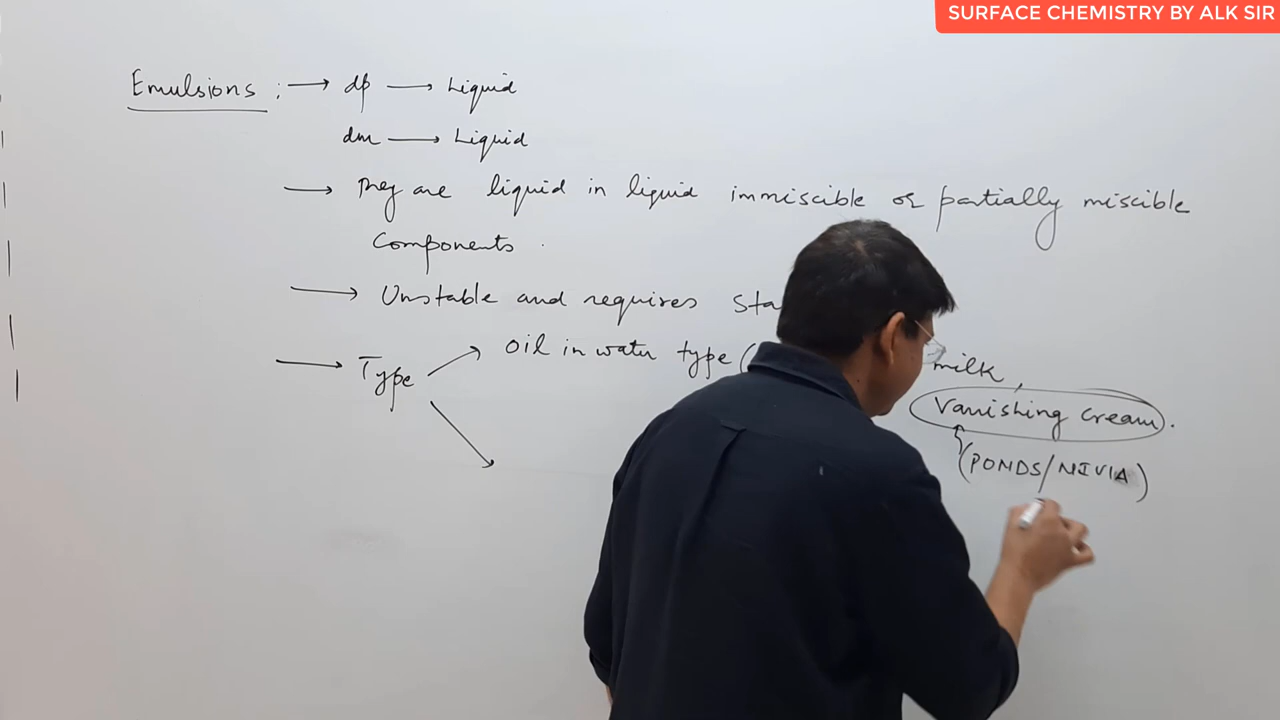 SURFACE CHEMISTRY BY ALK SIR
Emulsions : → dp → Liquid
dm → Liquid
→ They are liquid in liquid immiscible or partially miscible
Components.
→ Unstable and requires Sta
→ Type
Oil in water type ( milk,
Vanishing Cream.
(PONDS/NIVIA)